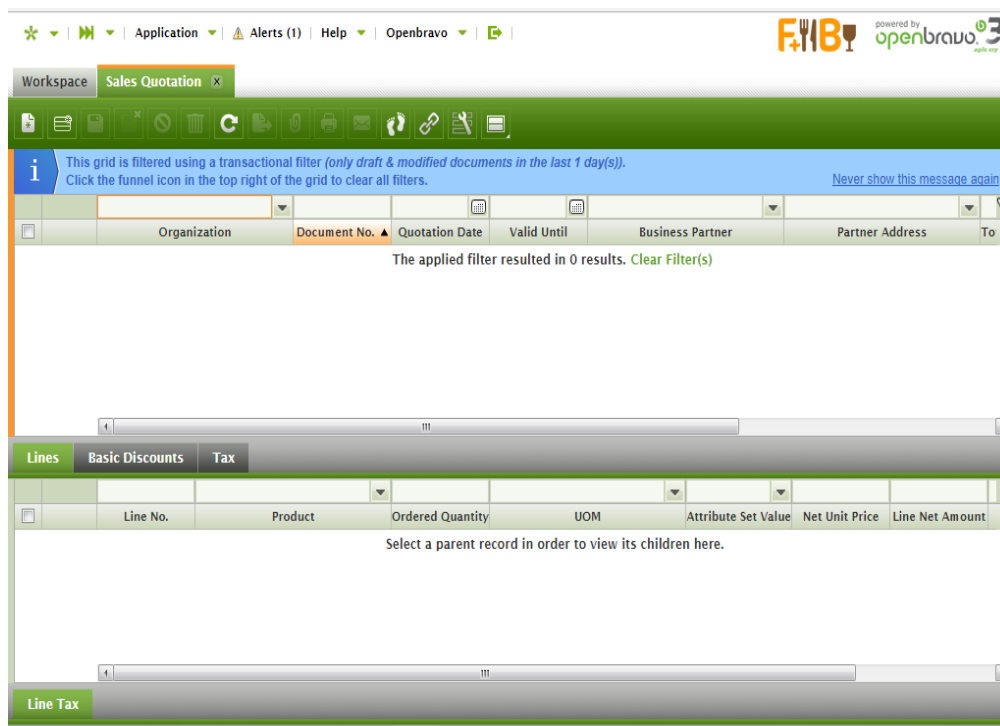 Application Alerts (1) Help Openbravo
F+B powered by openbravo 3
agile erp
Workspace Sales Quotation x
i
This grid is filtered using a transactional filter (only draft & modified documents in the last 1 day(s)).
Click the funnel icon in the top right of the grid to clear all filters. Never show this message again
Organization Document No. Quotation Date Valid Until Business Partner Partner Address To
The applied filter resulted in 0 results. Clear Filter(s)
Lines Basic Discounts Tax
Line No. Product Ordered Quantity UOM Attribute Set Value Net Unit Price Line Net Amount
Select a parent record in order to view its children here.
Line Tax